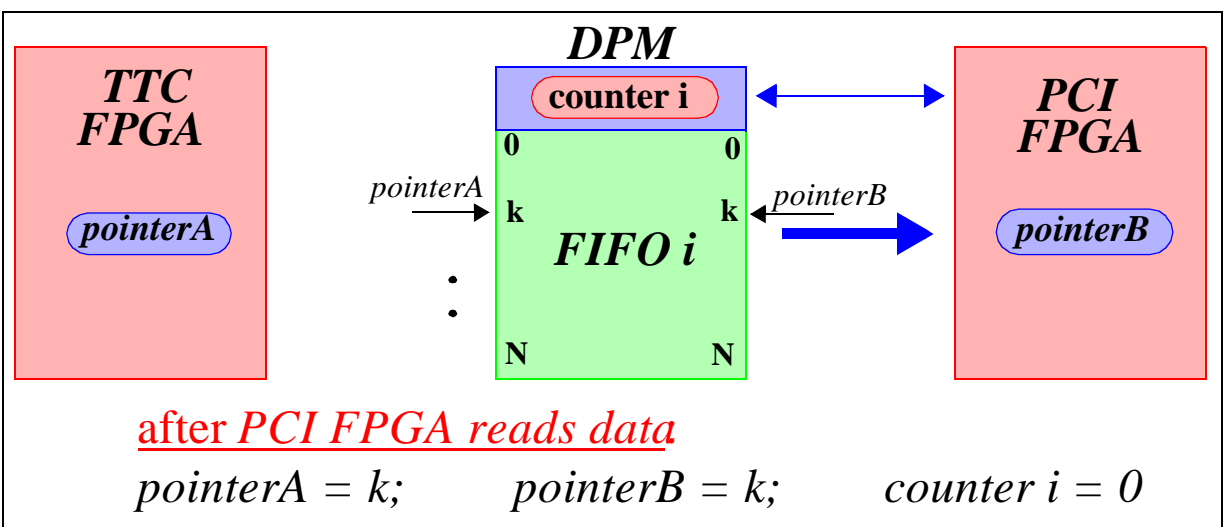 DPM
TTC
FPGA
counter i
PCI
FPGA
0 0
pointerA
k k
pointerB
pointerA
FIFO i
pointerB
N N
after PCI FPGA reads data.
pointerA = k; pointerB = k; counter i = 0